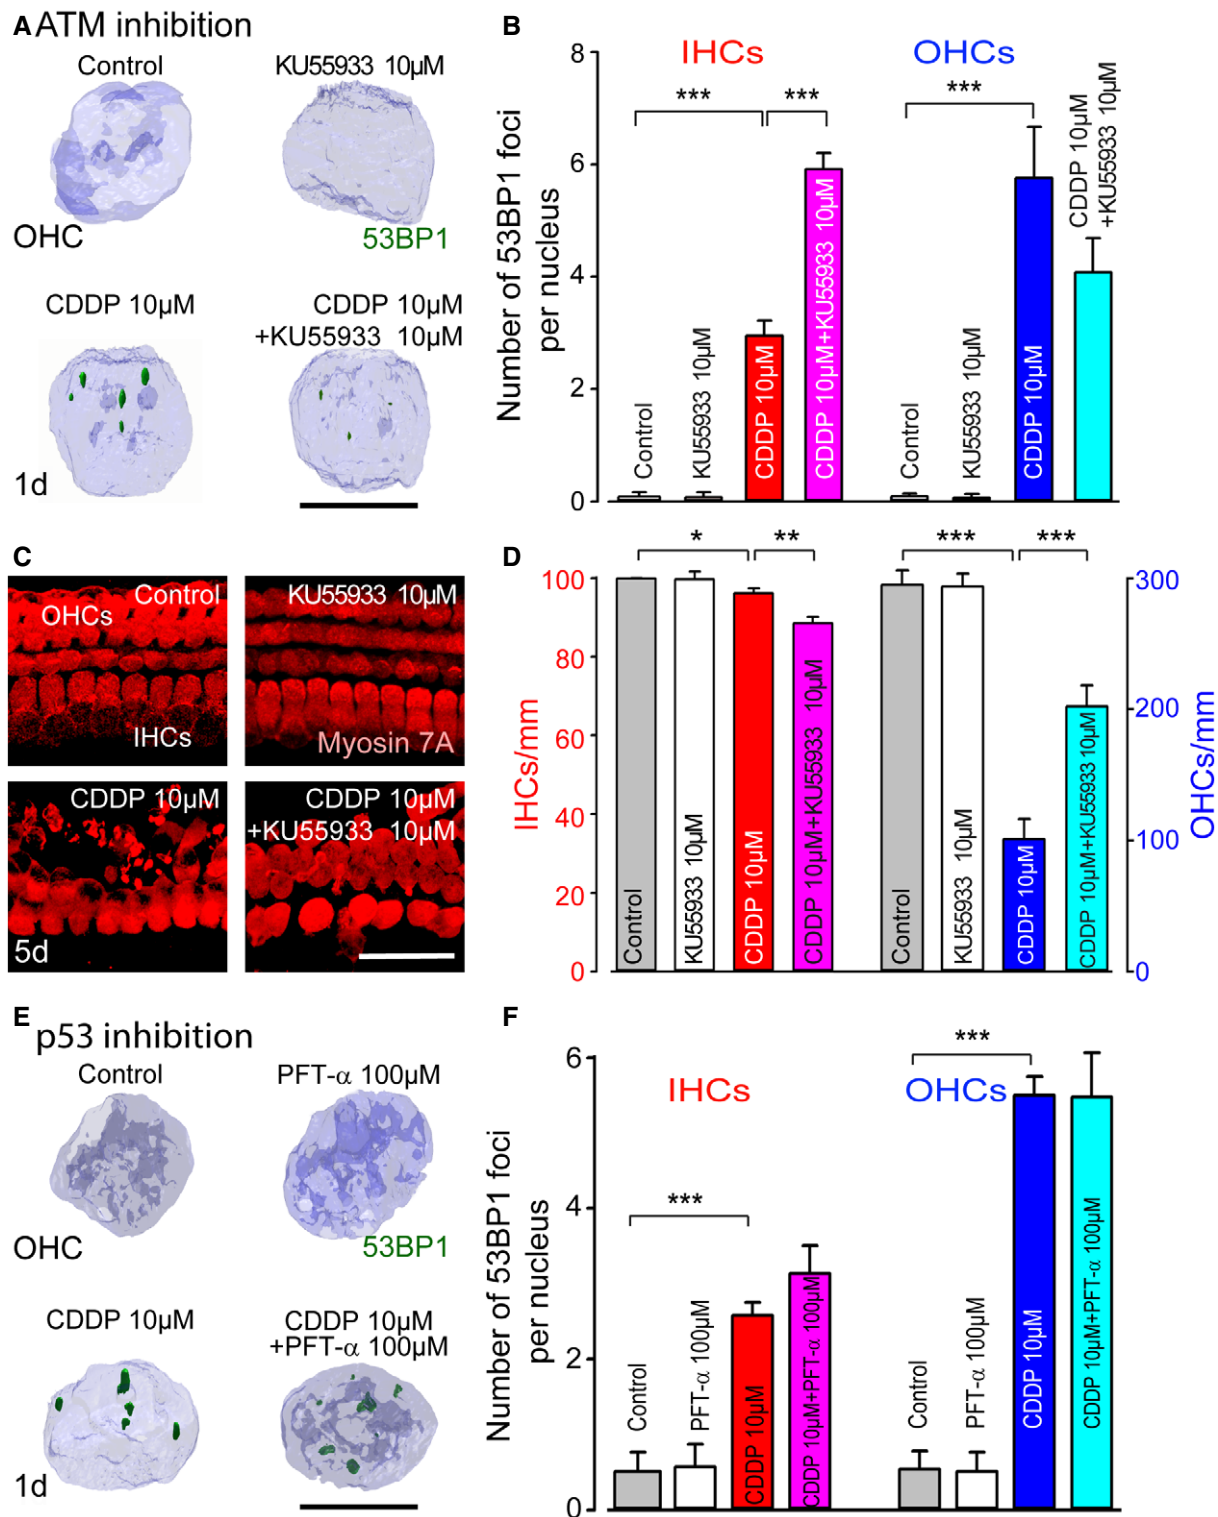 A ATM inhibition
Control
KU55933 10µM
OHC
53BP1
CDDP 10µM
CDDP 10µM
+KU55933 10µM
1d
B
IHCs
OHCs
Number of 53BP1 foci
per nucleus
8
6
4
2
0
***
***
***
Control
KU55933 10µM
CDDP 10µM
CDDP 10µM+KU55933 10µM
Control
KU55933 10µM
CDDP 10µM
CDDP 10µM
+KU55933 10µM
C
Control
OHCs
IHCs
KU55933 10µM
Myosin 7A
CDDP 10µM
5d
CDDP 10µM
+KU55933 10µM
D
IHCs/mm
100
80
60
40
20
0
*
**
***
***
Control
KU55933 10µM
CDDP 10µM
CDDP 10µM+KU55933 10µM
Control
KU55933 10µM
CDDP 10µM
CDDP 10µM+KU55933 10µM
300
200
100
0
OHCs/mm
E p53 inhibition
Control
PFT-α 100µM
OHC
53BP1
CDDP 10µM
CDDP 10µM
+PFT-α 100µM
1d
F
IHCs
OHCs
Number of 53BP1 foci
per nucleus
6
4
2
0
***
***
Control
PFT-α 100µM
CDDP 10µM
CDDP 10µM+PFT-α 100µM
Control
PFT-α 100µM
CDDP 10µM
CDDP 10µM+PFT-α 100µM